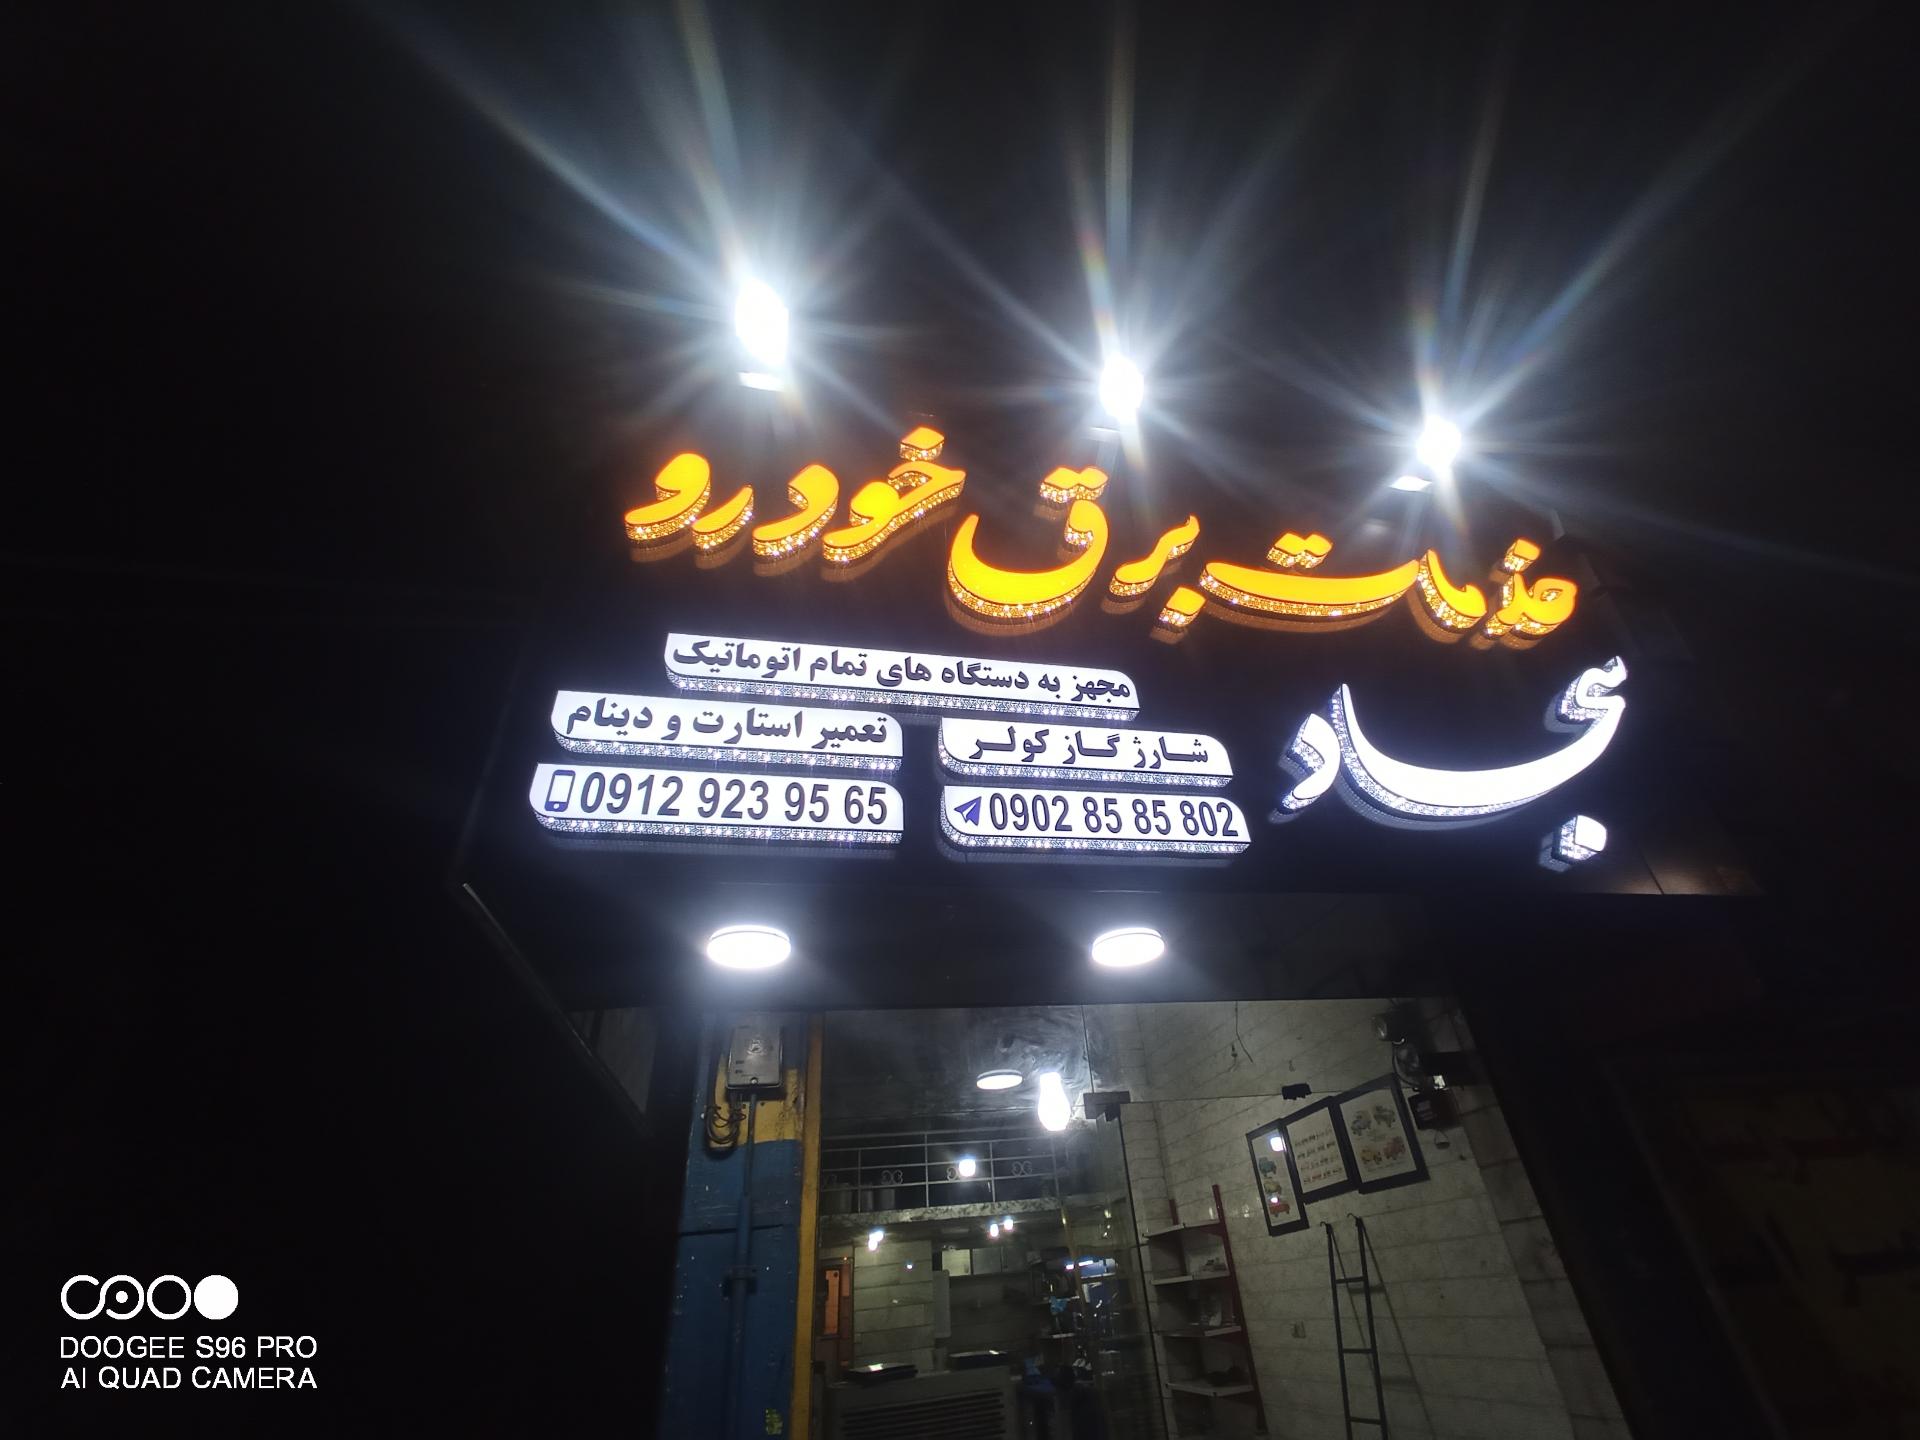 خدمات برق خودرو
سجاد
مجهز به دستگاه های تمام اتوماتیک
شارژ گاز کولر
تعمیر استارت و دینام
0902 85 85 802
0912 923 95 65
DOOGEE S96 PRO
AI QUAD CAMERA